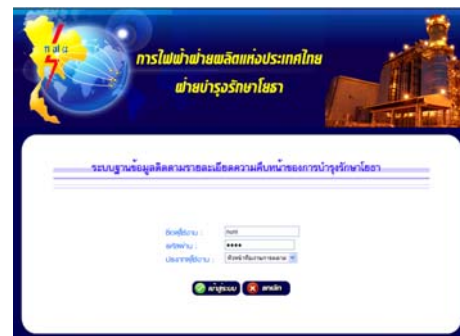 การไฟฟ้าฝ่ายผลิตแห่งประเทศไทย
ฝ่ายบำรุงรักษาโยธา
ระบบฐานข้อมูลติดตามรายละเอียดความคืบหน้าของการบำรุงรักษาโยธา
ชื่อผู้ใช้งาน :
รหัสผ่าน : ****
ประเภทผู้ใช้งาน :
เข้าสู่ระบบ ยกเลิก